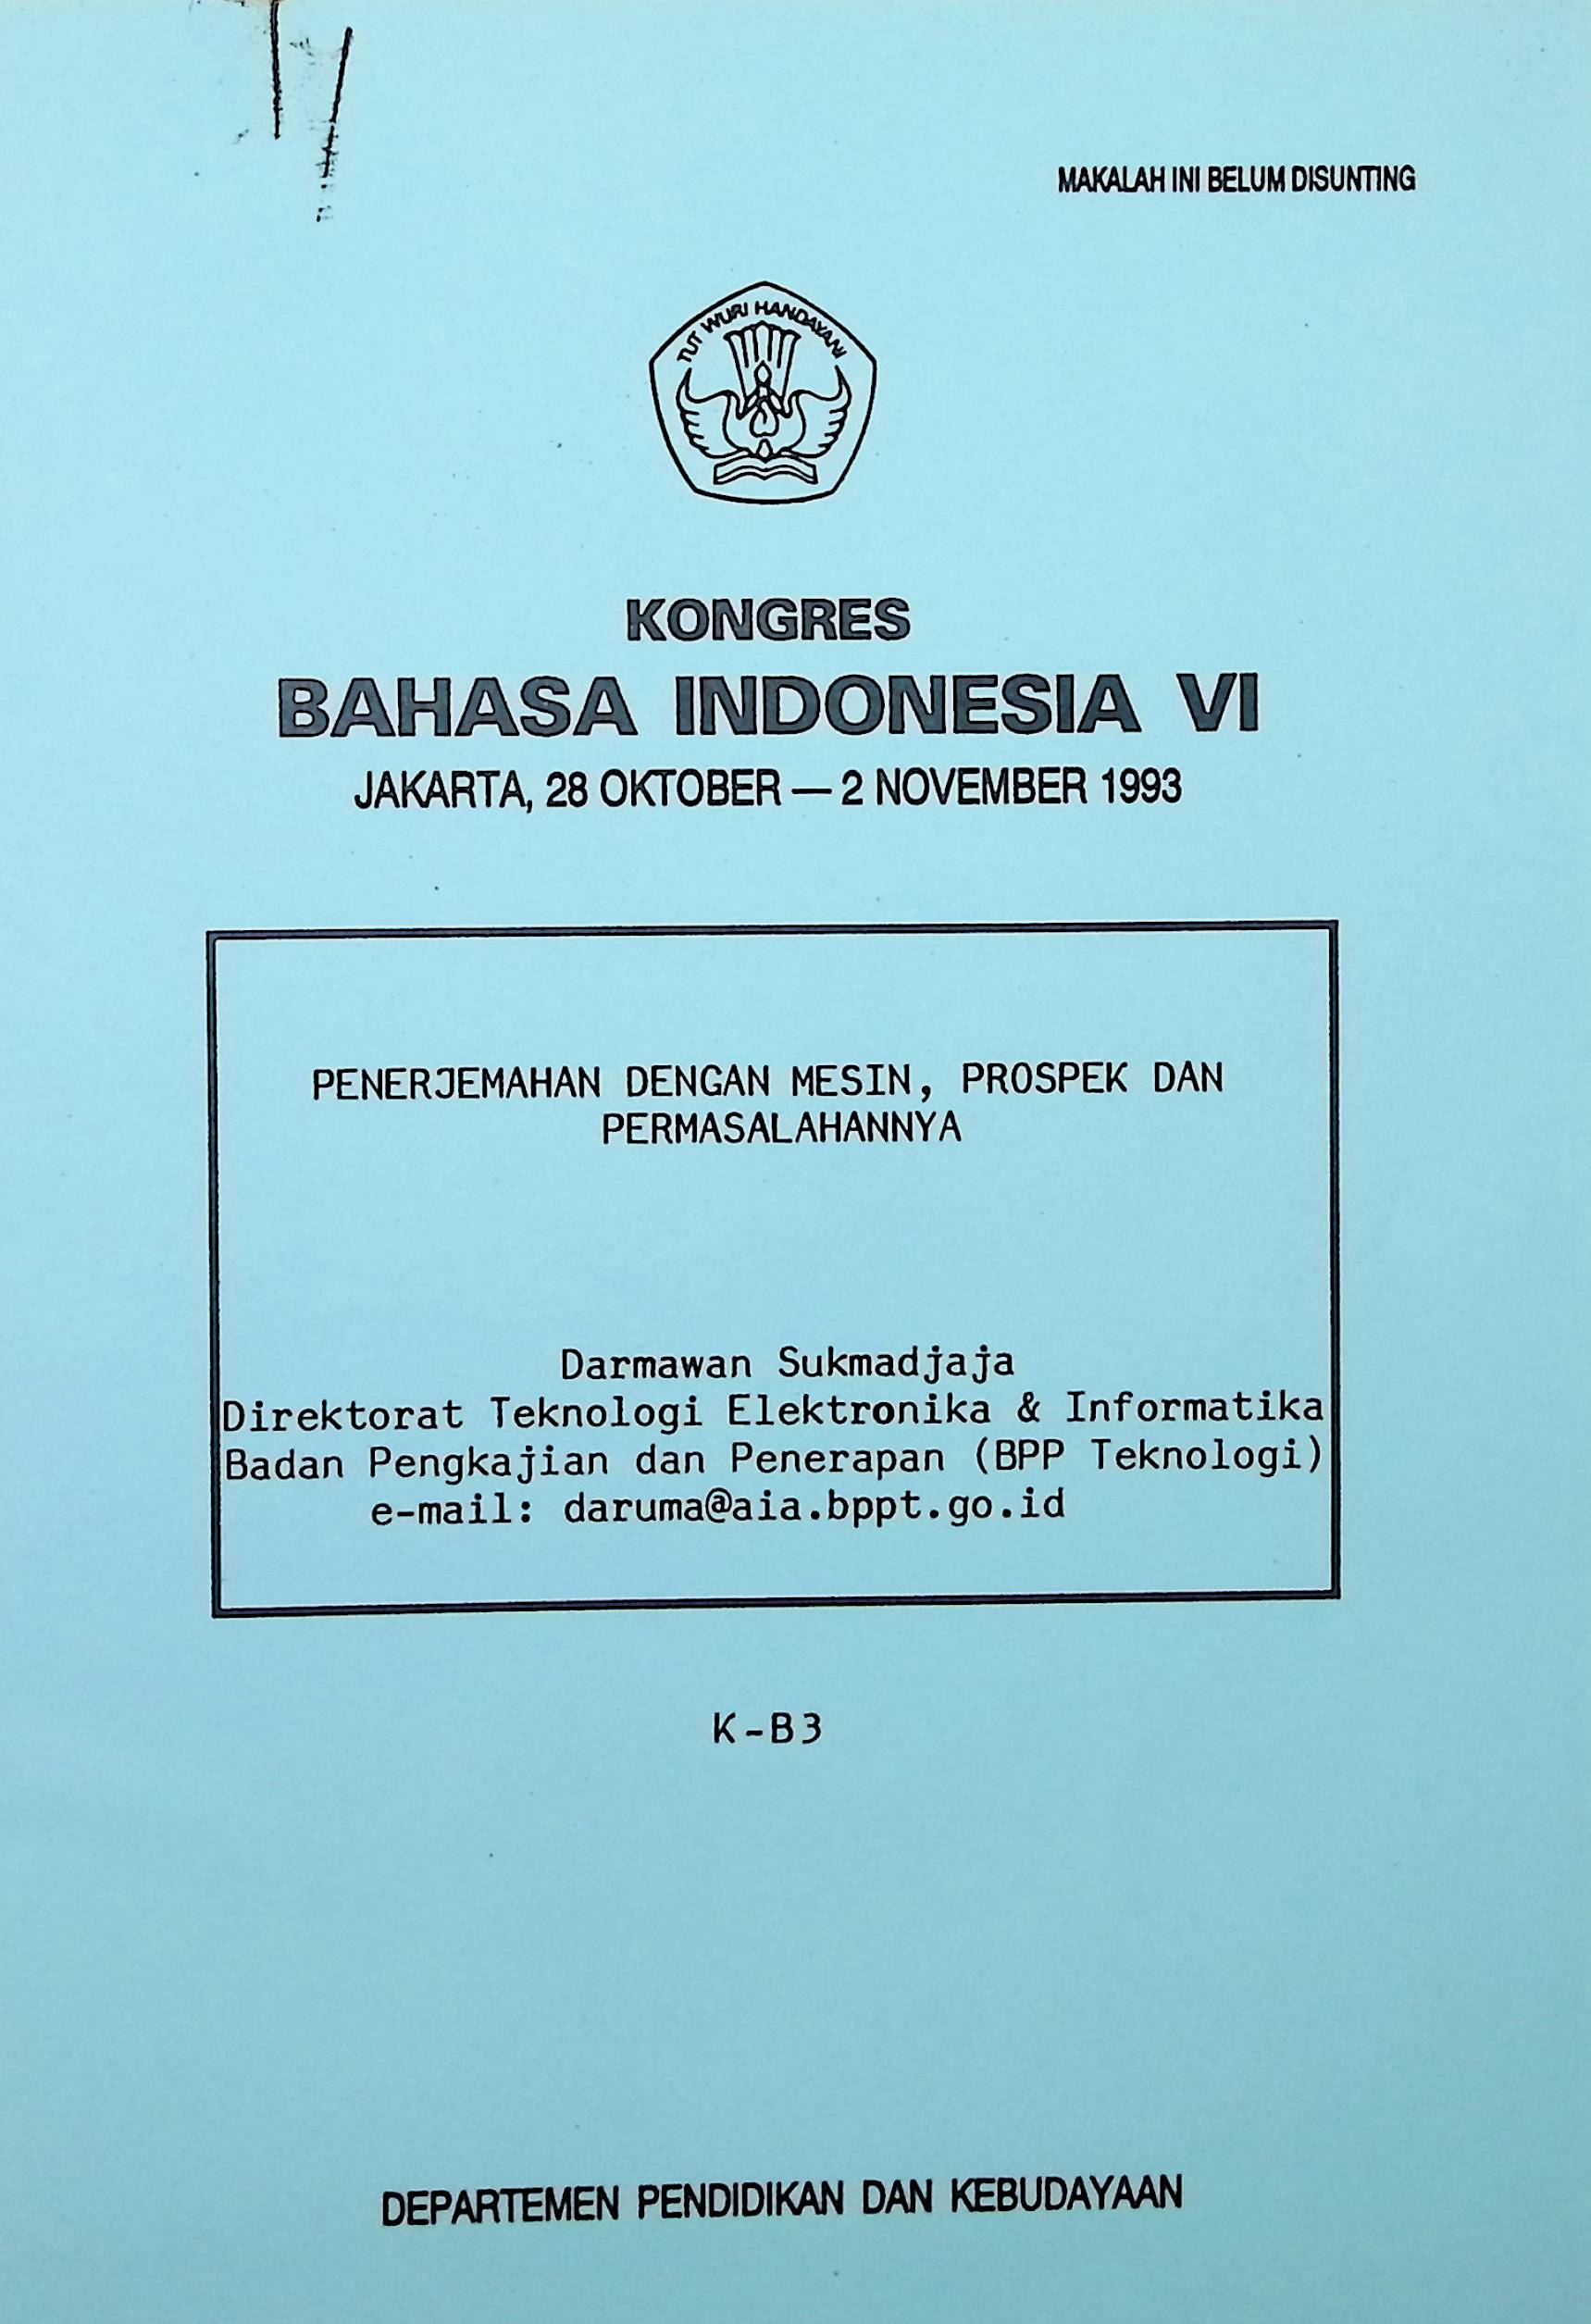 MAKALAH INI BELUM DISUNTING
TUT WURI HANDAYANI
KONGRES
BAHASA INDONESIA VI
JAKARTA, 28 OKTOBER — 2 NOVEMBER 1993
PENERJEMAHAN DENGAN MESIN, PROSPEK DAN
PERMASALAHANNYA
Darmawan Sukmadjaja
Direktorat Teknologi Elektronika & Informatika
Badan Pengkajian dan Penerapan (BPP Teknologi)
e-mail: daruma@aia.bppt.go.id
K-B3
DEPARTEMEN PENDIDIKAN DAN KEBUDAYAAN